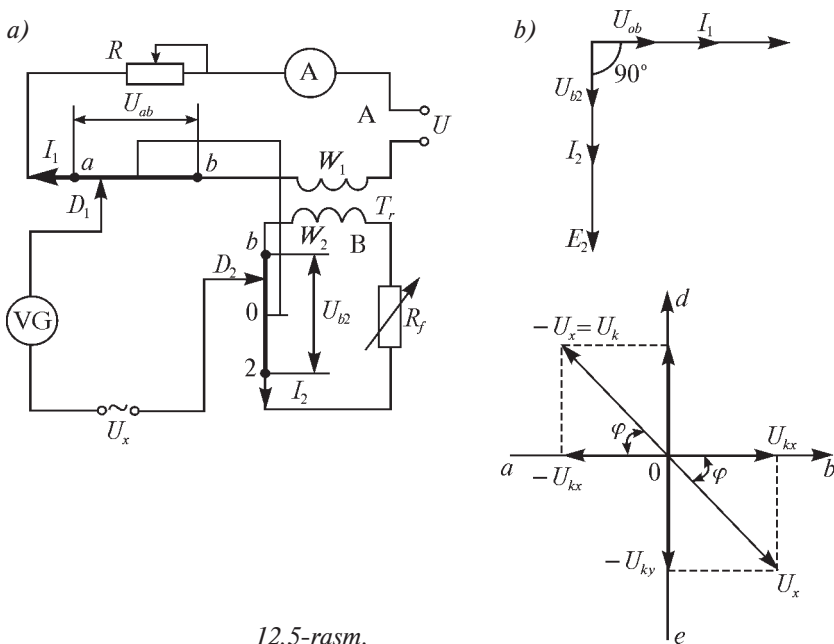 a)
R
A
U_ab
A
U
I_1
a
b
W_1
D_1
T_r
W_2
B
b
D_2
0
U_b2
R_f
VG
2
I_2
U_x
b)
U_ob
I_1
90°
U_b2
I_2
E_2
d
−U_x = U_k
φ
U_kx
a
−U_kx
0
φ
b
−U_ky
U_x
e
12.5-rasm.